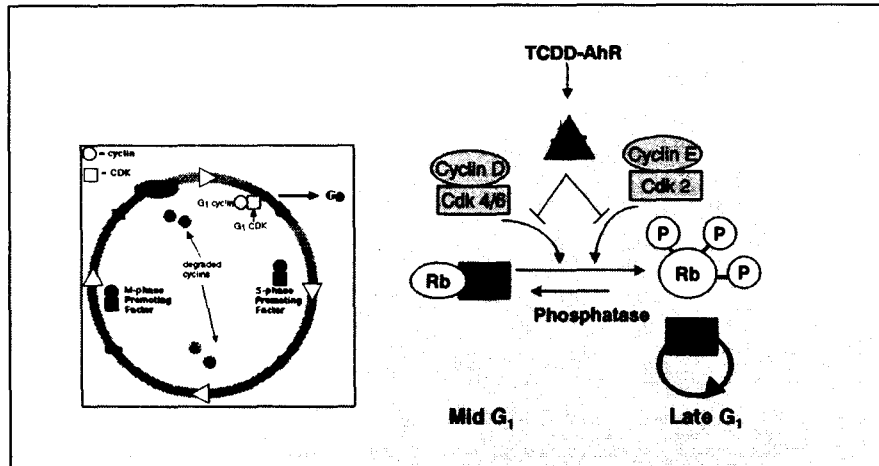 TCDD-AhR
Cyclin D
Cdk 4/6
Cyclin E
Cdk 2
Rb
Phosphatase
P
P
P
Rb
Mid G₁
Late G₁
= cyclin
= CDK
G₁ cyclin
G₁ CDK
G
degraded
cyclins
M-phase
Promoting
Factor
S-phase
Promoting
Factor